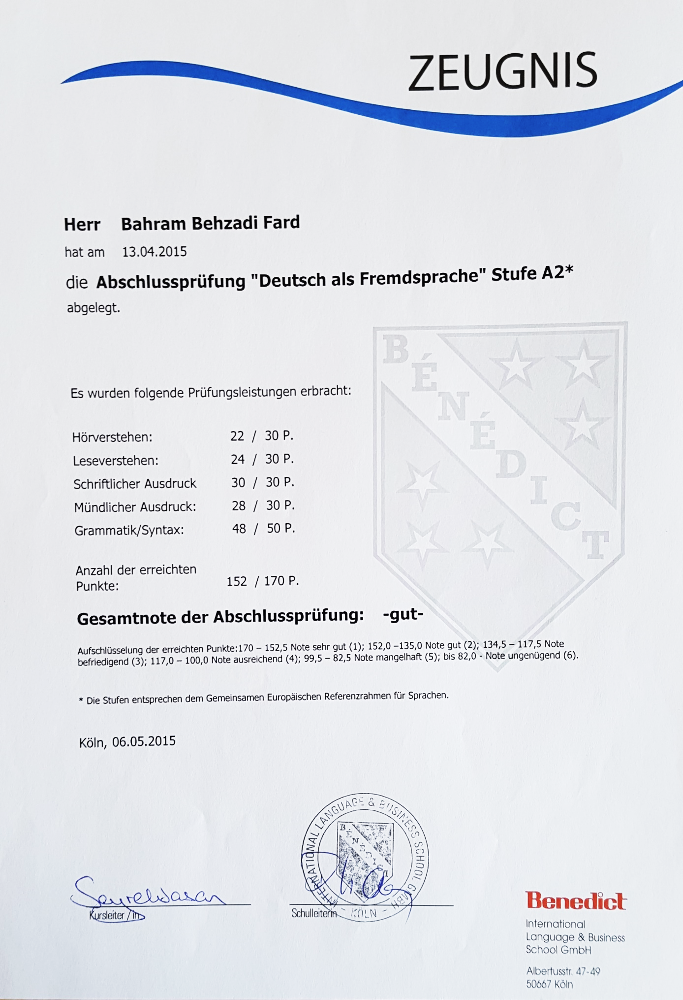 ZEUGNIS
Herr Bahram Behzadi Fard
hat am 13.04.2015
die Abschlussprüfung "Deutsch als Fremdsprache" Stufe A2*
abgelegt.
BÉNÉDICT
Es wurden folgende Prüfungsleistungen erbracht:
Hörverstehen: 22 / 30 P.
Leseverstehen: 24 / 30 P.
Schriftlicher Ausdruck 30 / 30 P.
Mündlicher Ausdruck: 28 / 30 P.
Grammatik/Syntax: 48 / 50 P.
Anzahl der erreichten
Punkte: 152 / 170 P.
Gesamtnote der Abschlussprüfung: -gut-
Aufschlüsselung der erreichten Punkte:170 – 152,5 Note sehr gut (1); 152,0 –135,0 Note gut (2); 134,5 – 117,5 Note
befriedigend (3); 117,0 – 100,0 Note ausreichend (4); 99,5 – 82,5 Note mangelhaft (5); bis 82,0 - Note ungenügend (6).
* Die Stufen entsprechen dem Gemeinsamen Europäischen Referenzrahmen für Sprachen.
Köln, 06.05.2015
INTERNATIONAL LANGUAGE & BUSINESS SCHOOL GMBH
BÉNÉDICT
- KÖLN -
Kursleiter /in
Schulleiterin
Benedict
International
Language & Business
School GmbH
Albertusstr. 47-49
50667 Köln